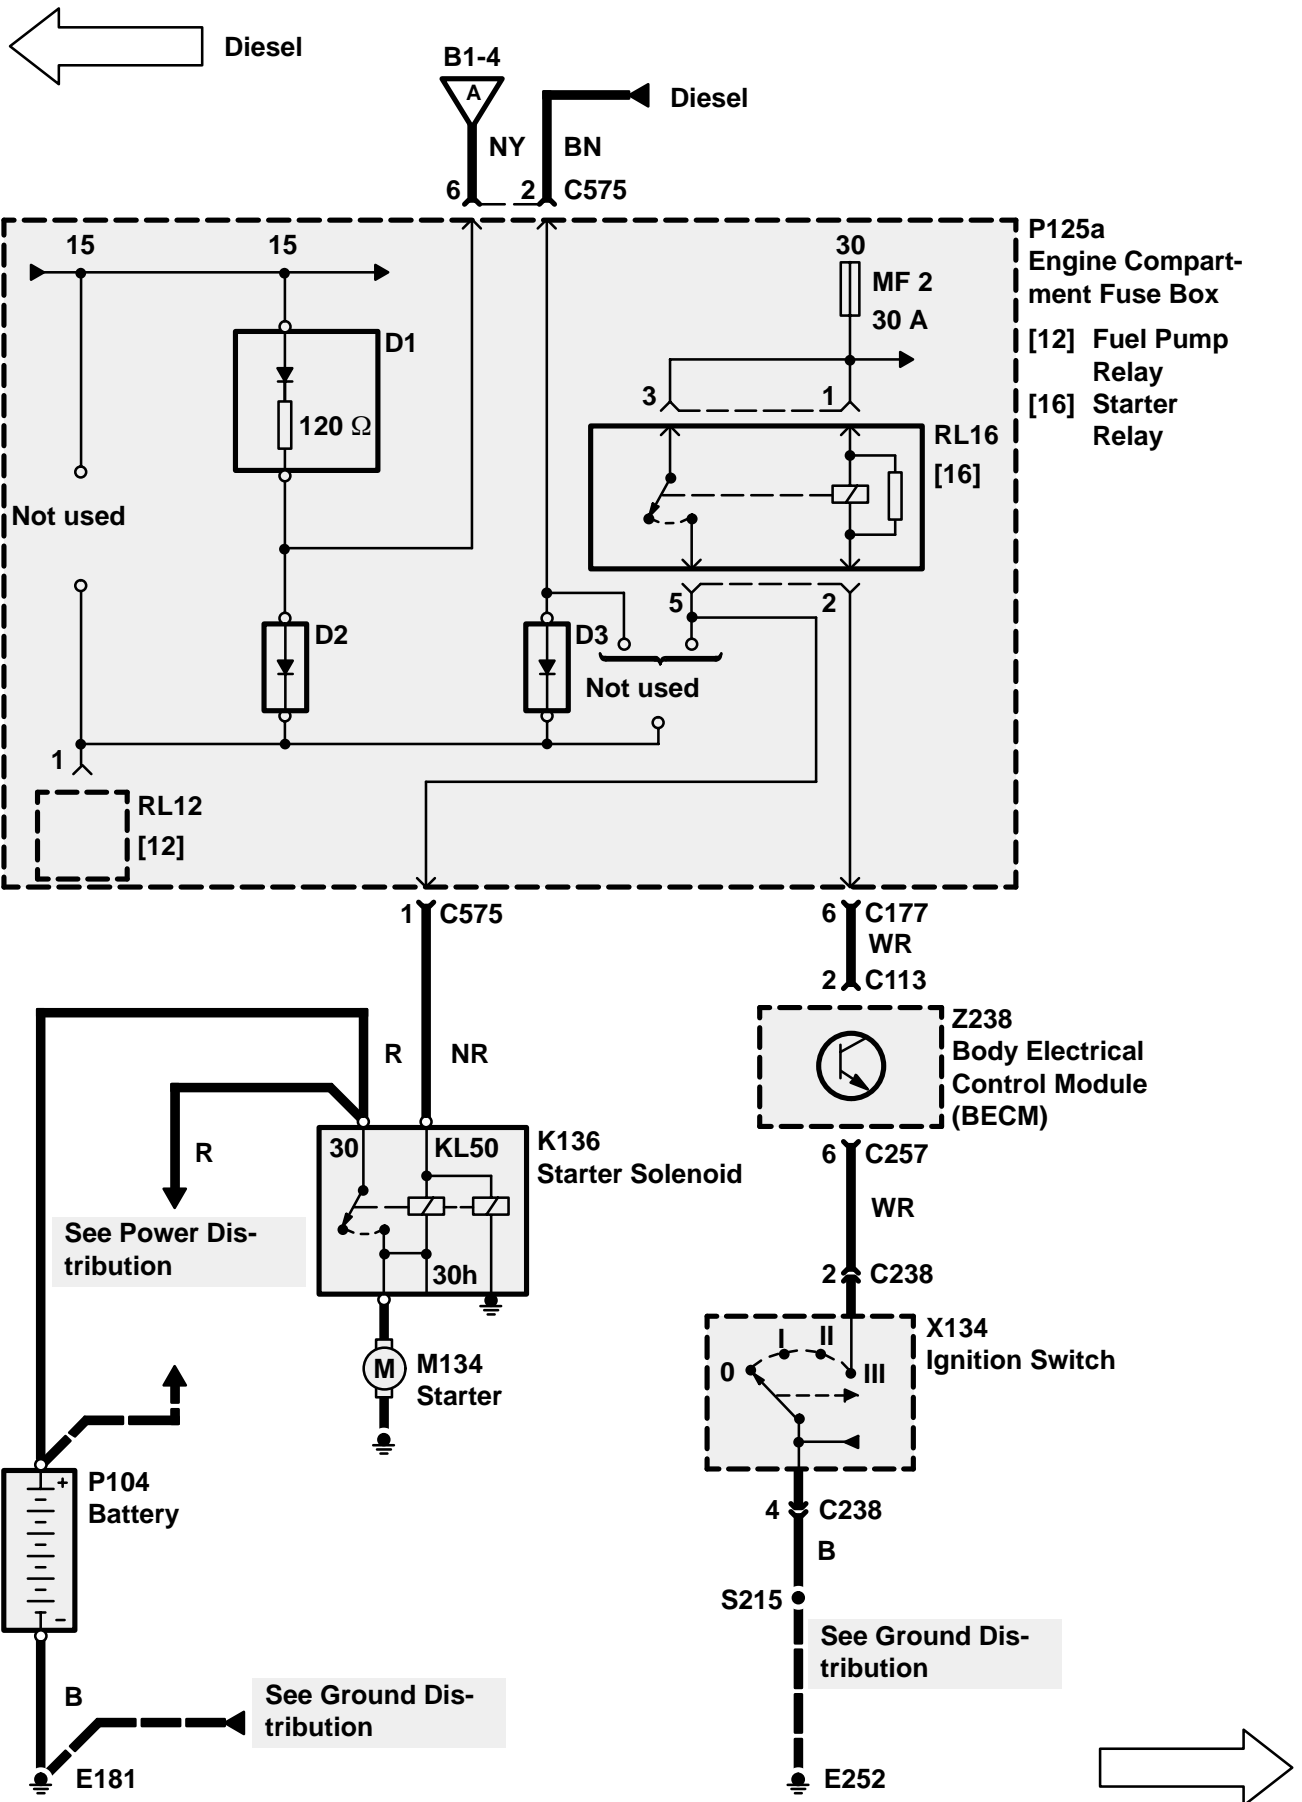 Diesel
B1-4
A
Diesel
NY BN
6 2 C575
15 15 30
P125a
Engine Compart-
ment Fuse Box
[12] Fuel Pump
Relay
[16] Starter
Relay
MF 2
30 A
D1
120 Ω
3 1
RL16
[16]
Not used
5 2
D2
D3
Not used
1
RL12
[12]
1 C575
6 C177
WR
2 C113
Z238
Body Electrical
Control Module
(BECM)
R NR
30 KL50
K136
Starter Solenoid
R
6 C257
WR
See Power Dis-
tribution
30h
2 C238
X134
Ignition Switch
0 I II III
M
M134
Starter
+
P104
Battery
−
4 C238
B
S215
See Ground Dis-
tribution
B
See Ground Dis-
tribution
E181
E252